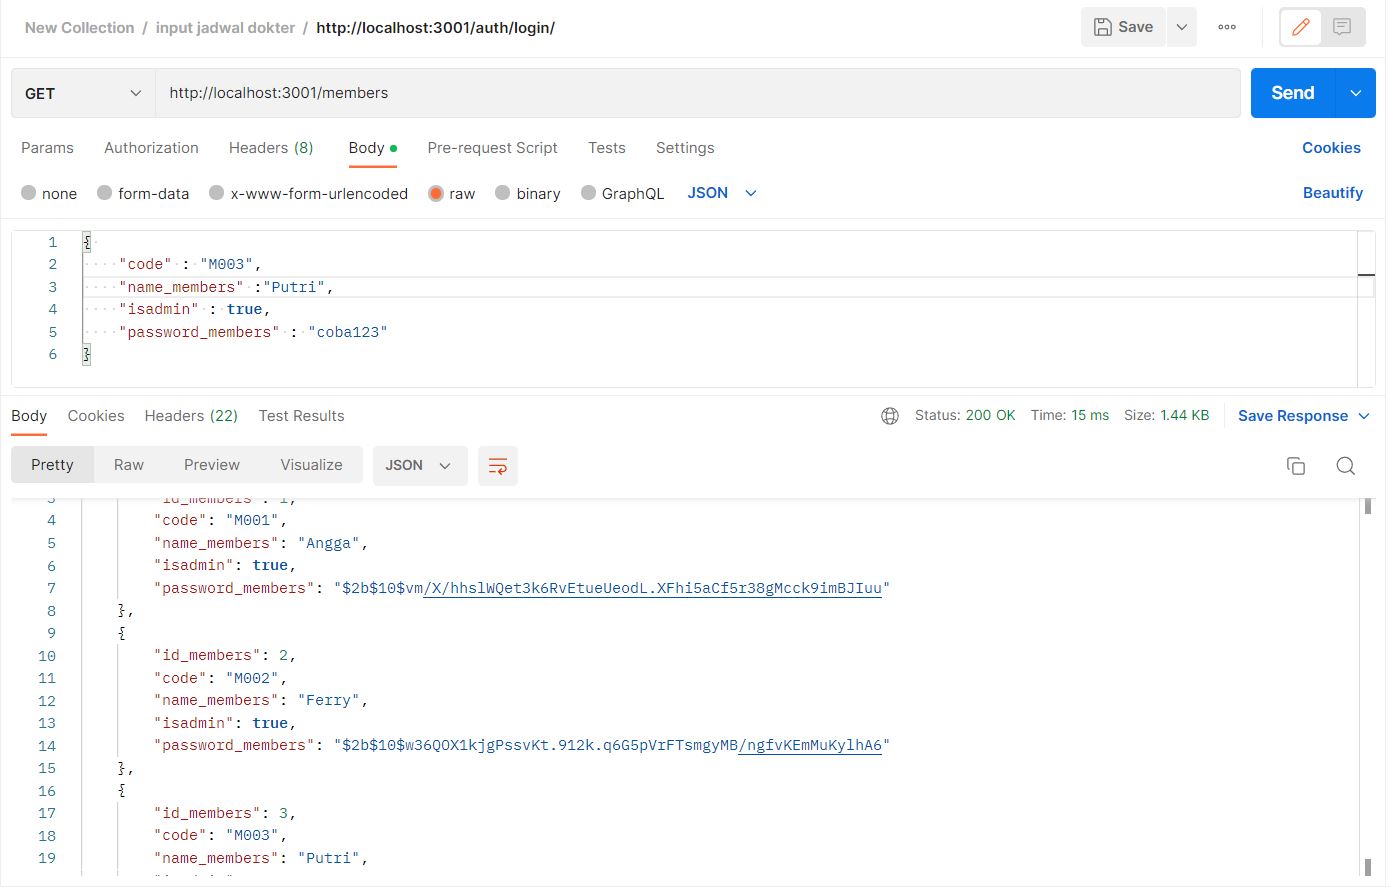 New Collection / input jadwal dokter / http://localhost:3001/auth/login/ Save
GET http://localhost:3001/members Send
Params Authorization Headers (8) Body Pre-request Script Tests Settings Cookies
none form-data x-www-form-urlencoded raw binary GraphQL JSON Beautify
1 {
2 "code" : "M003",
3 "name_members" :"Putri",
4 "isadmin" : true,
5 "password_members" : "coba123"
6 }
Body Cookies Headers (22) Test Results Status: 200 OK Time: 15 ms Size: 1.44 KB Save Response
Pretty Raw Preview Visualize JSON
3 "id_members": 1,
4 "code": "M001",
5 "name_members": "Angga",
6 "isadmin": true,
7 "password_members": "$2b$10$vm/X/hhslWQet3k6RvEtueUeodL.XFhi5aCf5r38gMcck9imBJIuu"
8 },
9 {
10 "id_members": 2,
11 "code": "M002",
12 "name_members": "Ferry",
13 "isadmin": true,
14 "password_members": "$2b$10$w36QOX1kjgPssvKt.912k.q6G5pVrFTsmgyMB/ngfvKEmMuKylhA6"
15 },
16 {
17 "id_members": 3,
18 "code": "M003",
19 "name_members": "Putri",